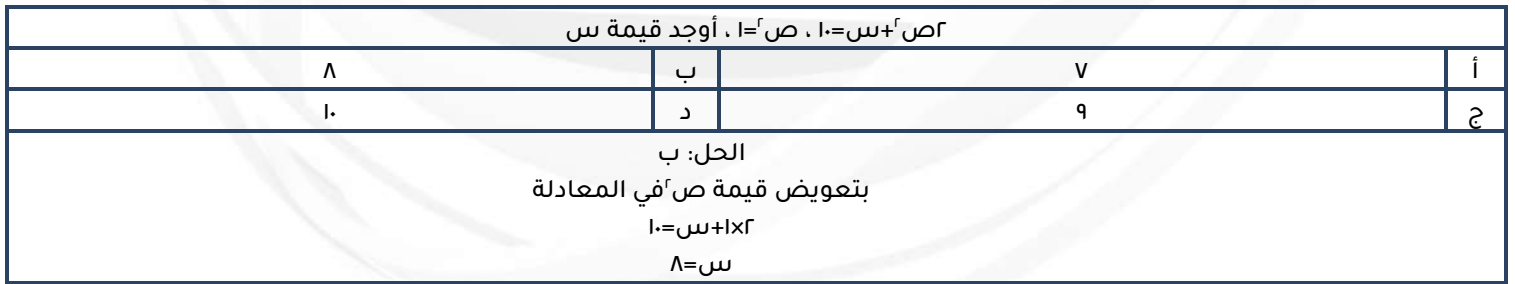 ٢ص٢+س=١٠ ، ص٢=١ ، أوجد قيمة س
أ ٧ ب ٨
ج ٩ د ١٠
الحل: ب
بتعويض قيمة ص٢في المعادلة
٢×١+س=١٠
س=٨